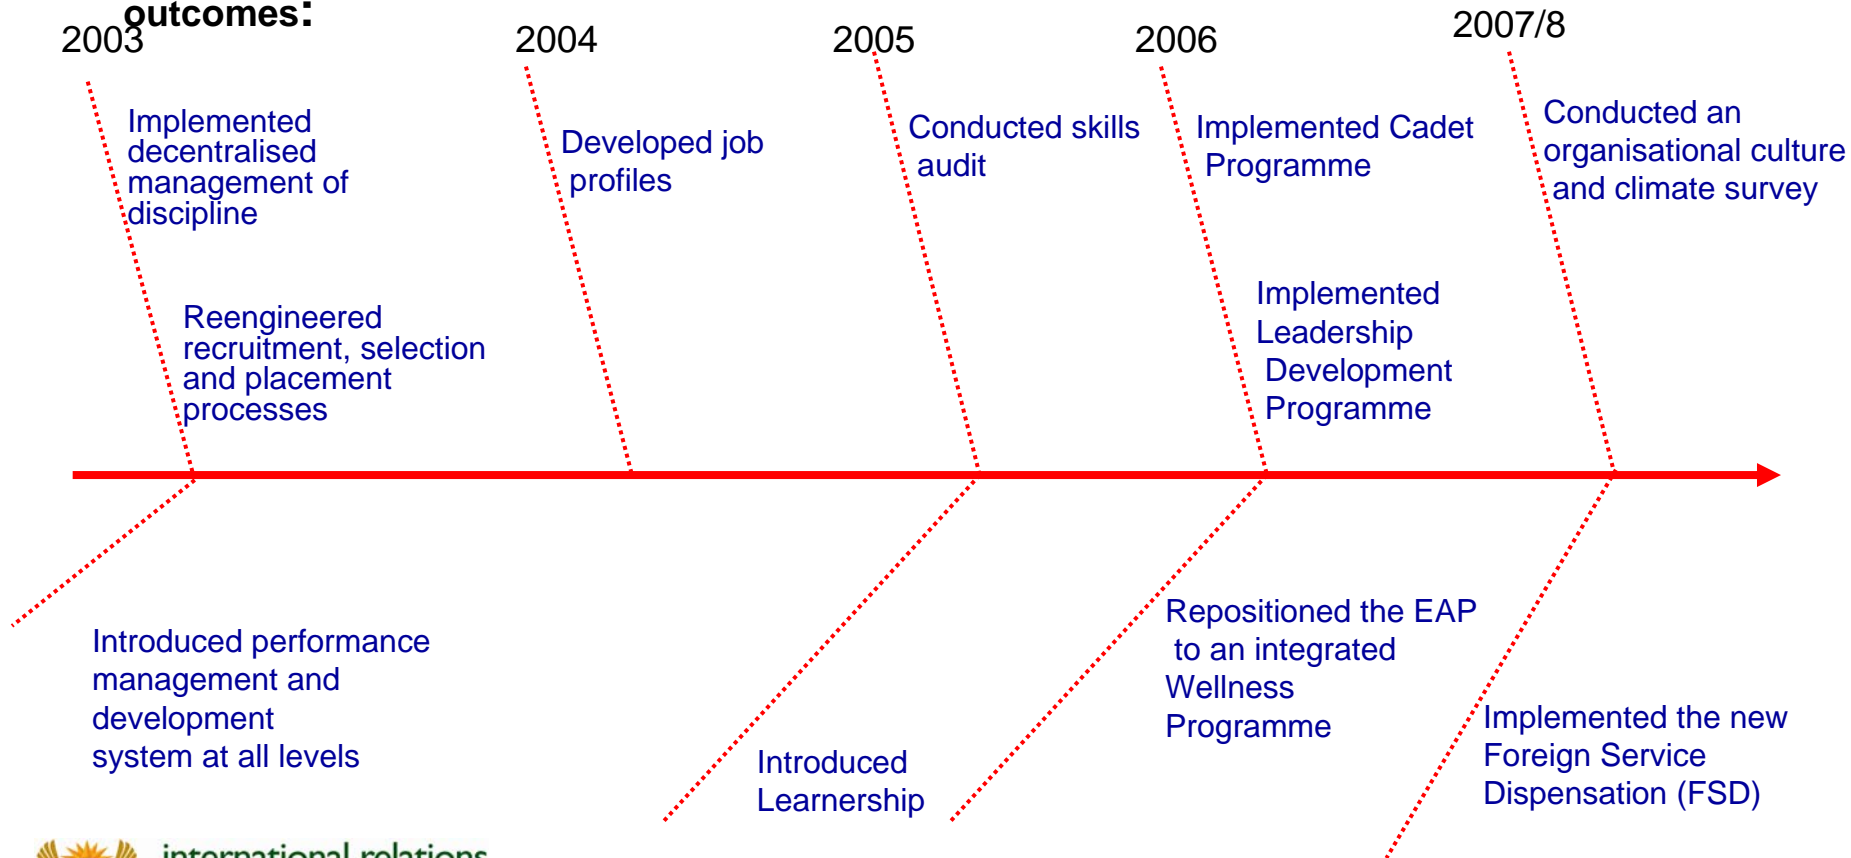 outcomes:
2003
2004
2005
2006
2007/8
Implemented
decentralised
management of
discipline
Reengineered
recruitment, selection
and placement
processes
Developed job
profiles
Conducted skills
audit
Implemented Cadet
Programme
Implemented
Leadership
Development
Programme
Conducted an
organisational culture
and climate survey
Introduced performance
management and
development
system at all levels
Introduced
Learnership
Repositioned the EAP
to an integrated
Wellness
Programme
Implemented the new
Foreign Service
Dispensation (FSD)
international relations